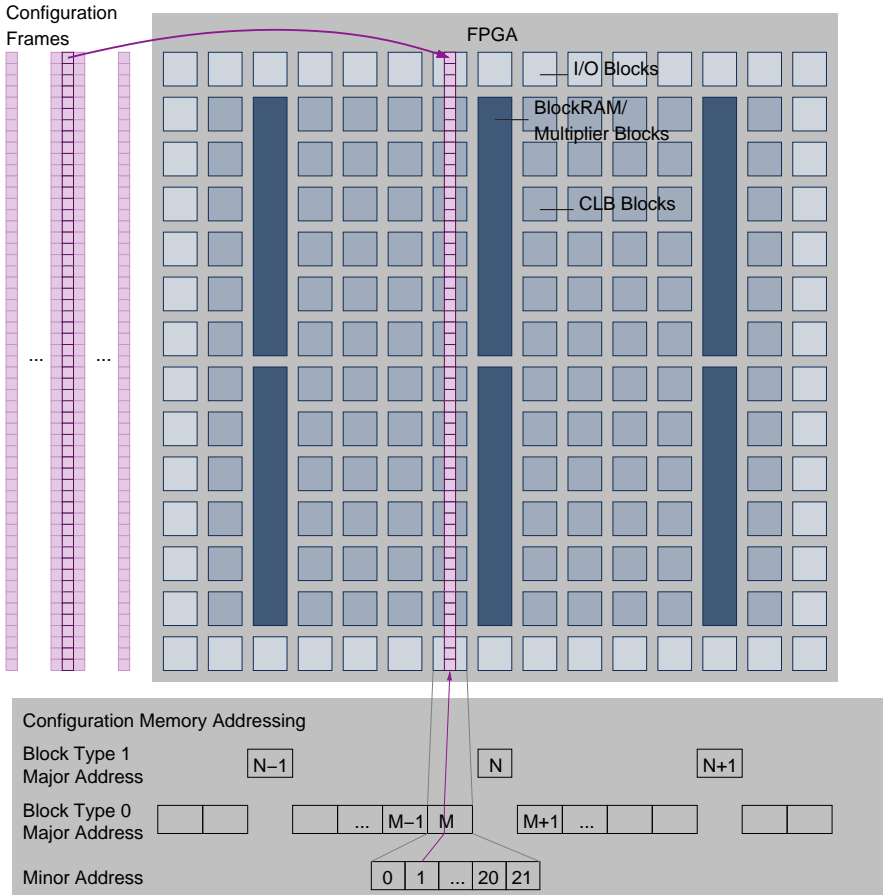 Configuration
Frames
FPGA
I/O Blocks
BlockRAM/
Multiplier Blocks
CLB Blocks
... ...
Configuration Memory Addressing
Block Type 1
Major Address
N−1 N N+1
Block Type 0
Major Address
... M−1 M M+1 ...
Minor Address
0 1 ... 20 21